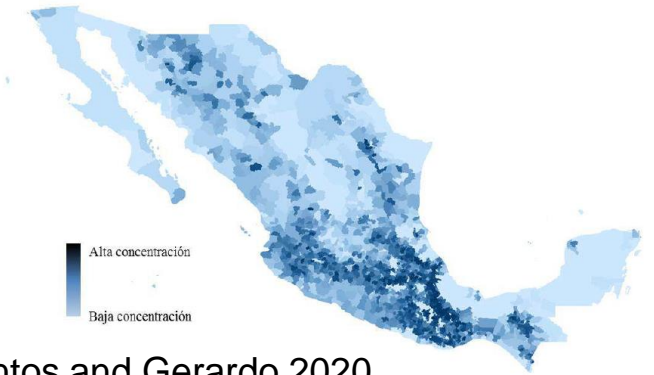 Alta concentración
Baja concentración
ntos and Gerardo 2020